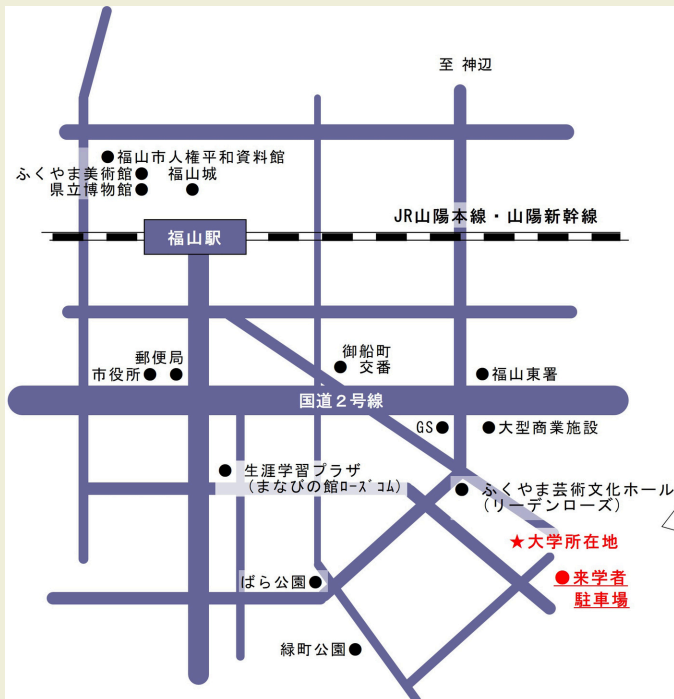 至 神辺
●福山市人権平和資料館
ふくやま美術館● 福山城
県立博物館● ●
JR山陽本線・山陽新幹線
福山駅
御船町
●交番
郵便局
市役所● ●
●福山東署
国道２号線
GS● ●大型商業施設
● 生涯学習プラザ
（まなびの館ﾛｰｽﾞｺﾑ）
● ふくやま芸術文化ホール
（リーデンローズ）
★大学所在地
●来学者
駐車場
ばら公園●
緑町公園●